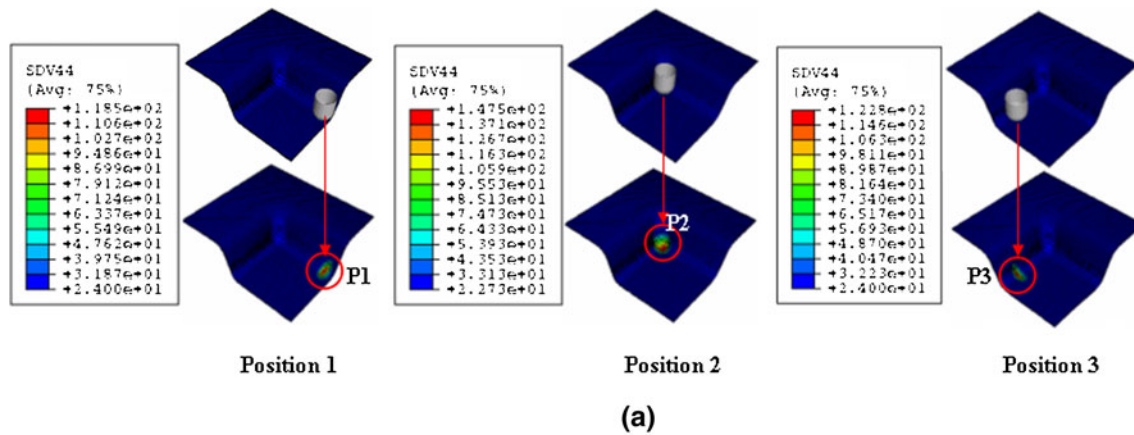 SDV44
(Avg: 75%)
+1.185e+02
+1.106e+02
+1.027e+02
+9.486e+01
+8.699e+01
+7.912e+01
+7.124e+01
+6.337e+01
+5.549e+01
+4.762e+01
+3.975e+01
+3.187e+01
+2.400e+01
P1
Position 1
SDV44
(Avg: 75%)
+1.475e+02
+1.371e+02
+1.267e+02
+1.163e+02
+1.059e+02
+9.553e+01
+8.513e+01
+7.473e+01
+6.433e+01
+5.393e+01
+4.353e+01
+3.313e+01
+2.273e+01
P2
Position 2
SDV44
(Avg: 75%)
+1.228e+02
+1.146e+02
+1.063e+02
+9.811e+01
+8.987e+01
+8.164e+01
+7.340e+01
+6.517e+01
+5.693e+01
+4.870e+01
+4.047e+01
+3.223e+01
+2.400e+01
P3
Position 3
(a)